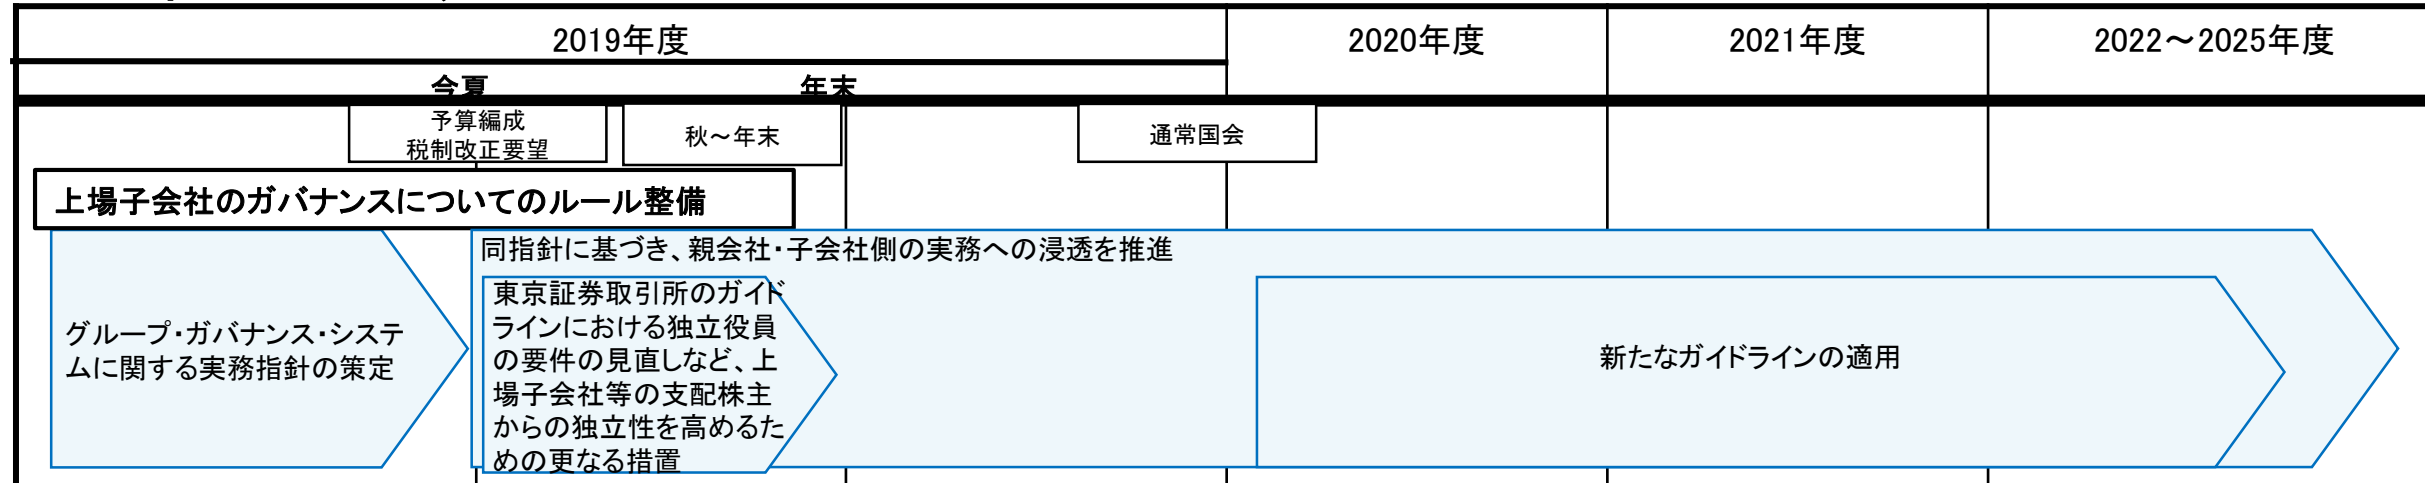 2019年度
2020年度
2021年度
2022～2025年度
今夏
年末
予算編成
税制改正要望
秋～年末
通常国会
上場子会社のガバナンスについてのルール整備
グループ・ガバナンス・システ
ムに関する実務指針の策定
同指針に基づき、親会社・子会社側の実務への浸透を推進
東京証券取引所のガイド
ラインにおける独立役員
の要件の見直しなど、上
場子会社等の支配株主
からの独立性を高めるた
めの更なる措置
新たなガイドラインの適用